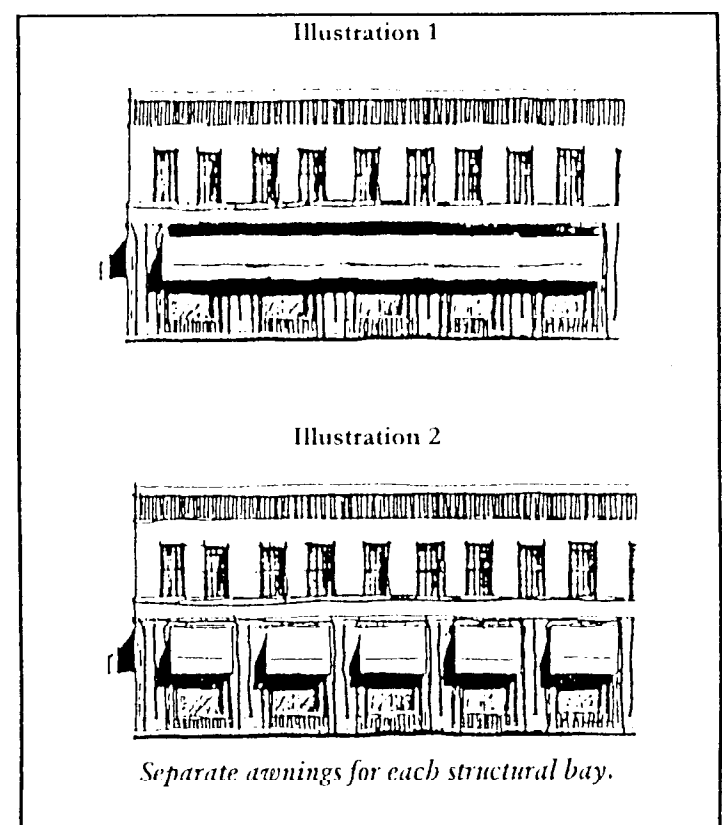 Illustration 1
Illustration 2
Separate awnings for each structural bay.